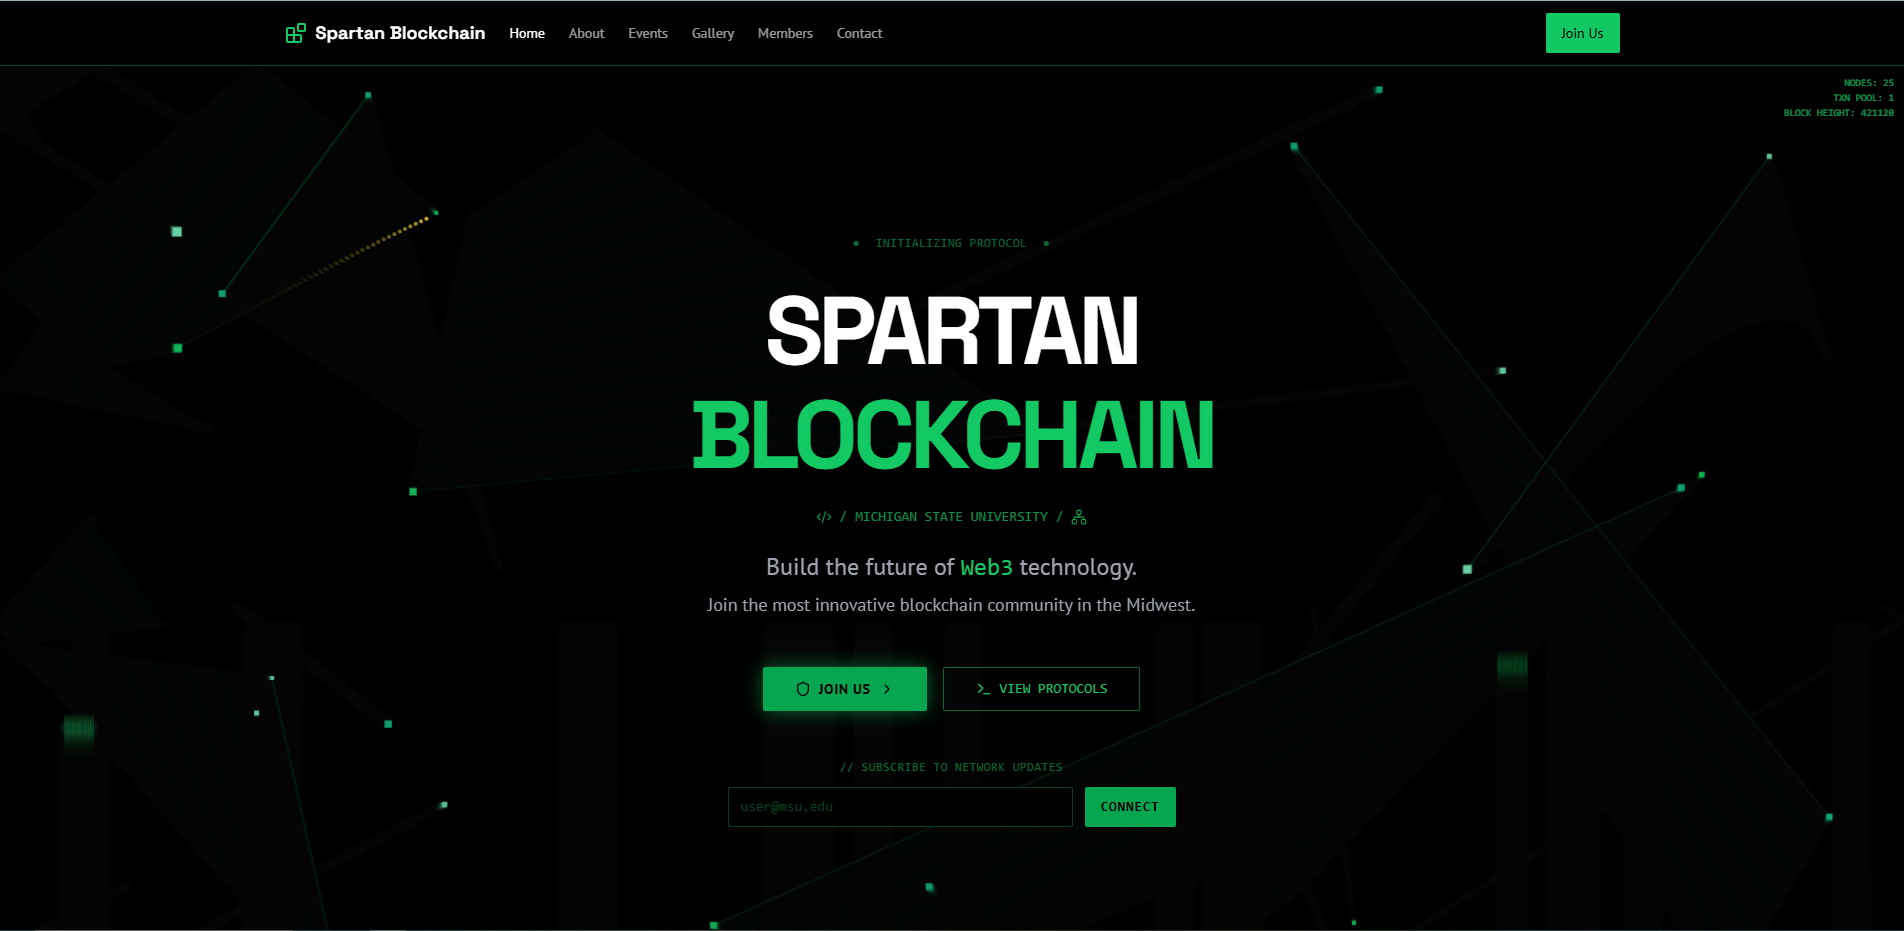 Spartan Blockchain Home About Events Gallery Members Contact Join Us
NODES: 25
TXN POOL: 1
BLOCK HEIGHT: 421120
INITIALIZING PROTOCOL
SPARTAN
BLOCKCHAIN
</> / MICHIGAN STATE UNIVERSITY /
Build the future of Web3 technology.
Join the most innovative blockchain community in the Midwest.
JOIN US > >_ VIEW PROTOCOLS
// SUBSCRIBE TO NETWORK UPDATES
user@msu.edu CONNECT